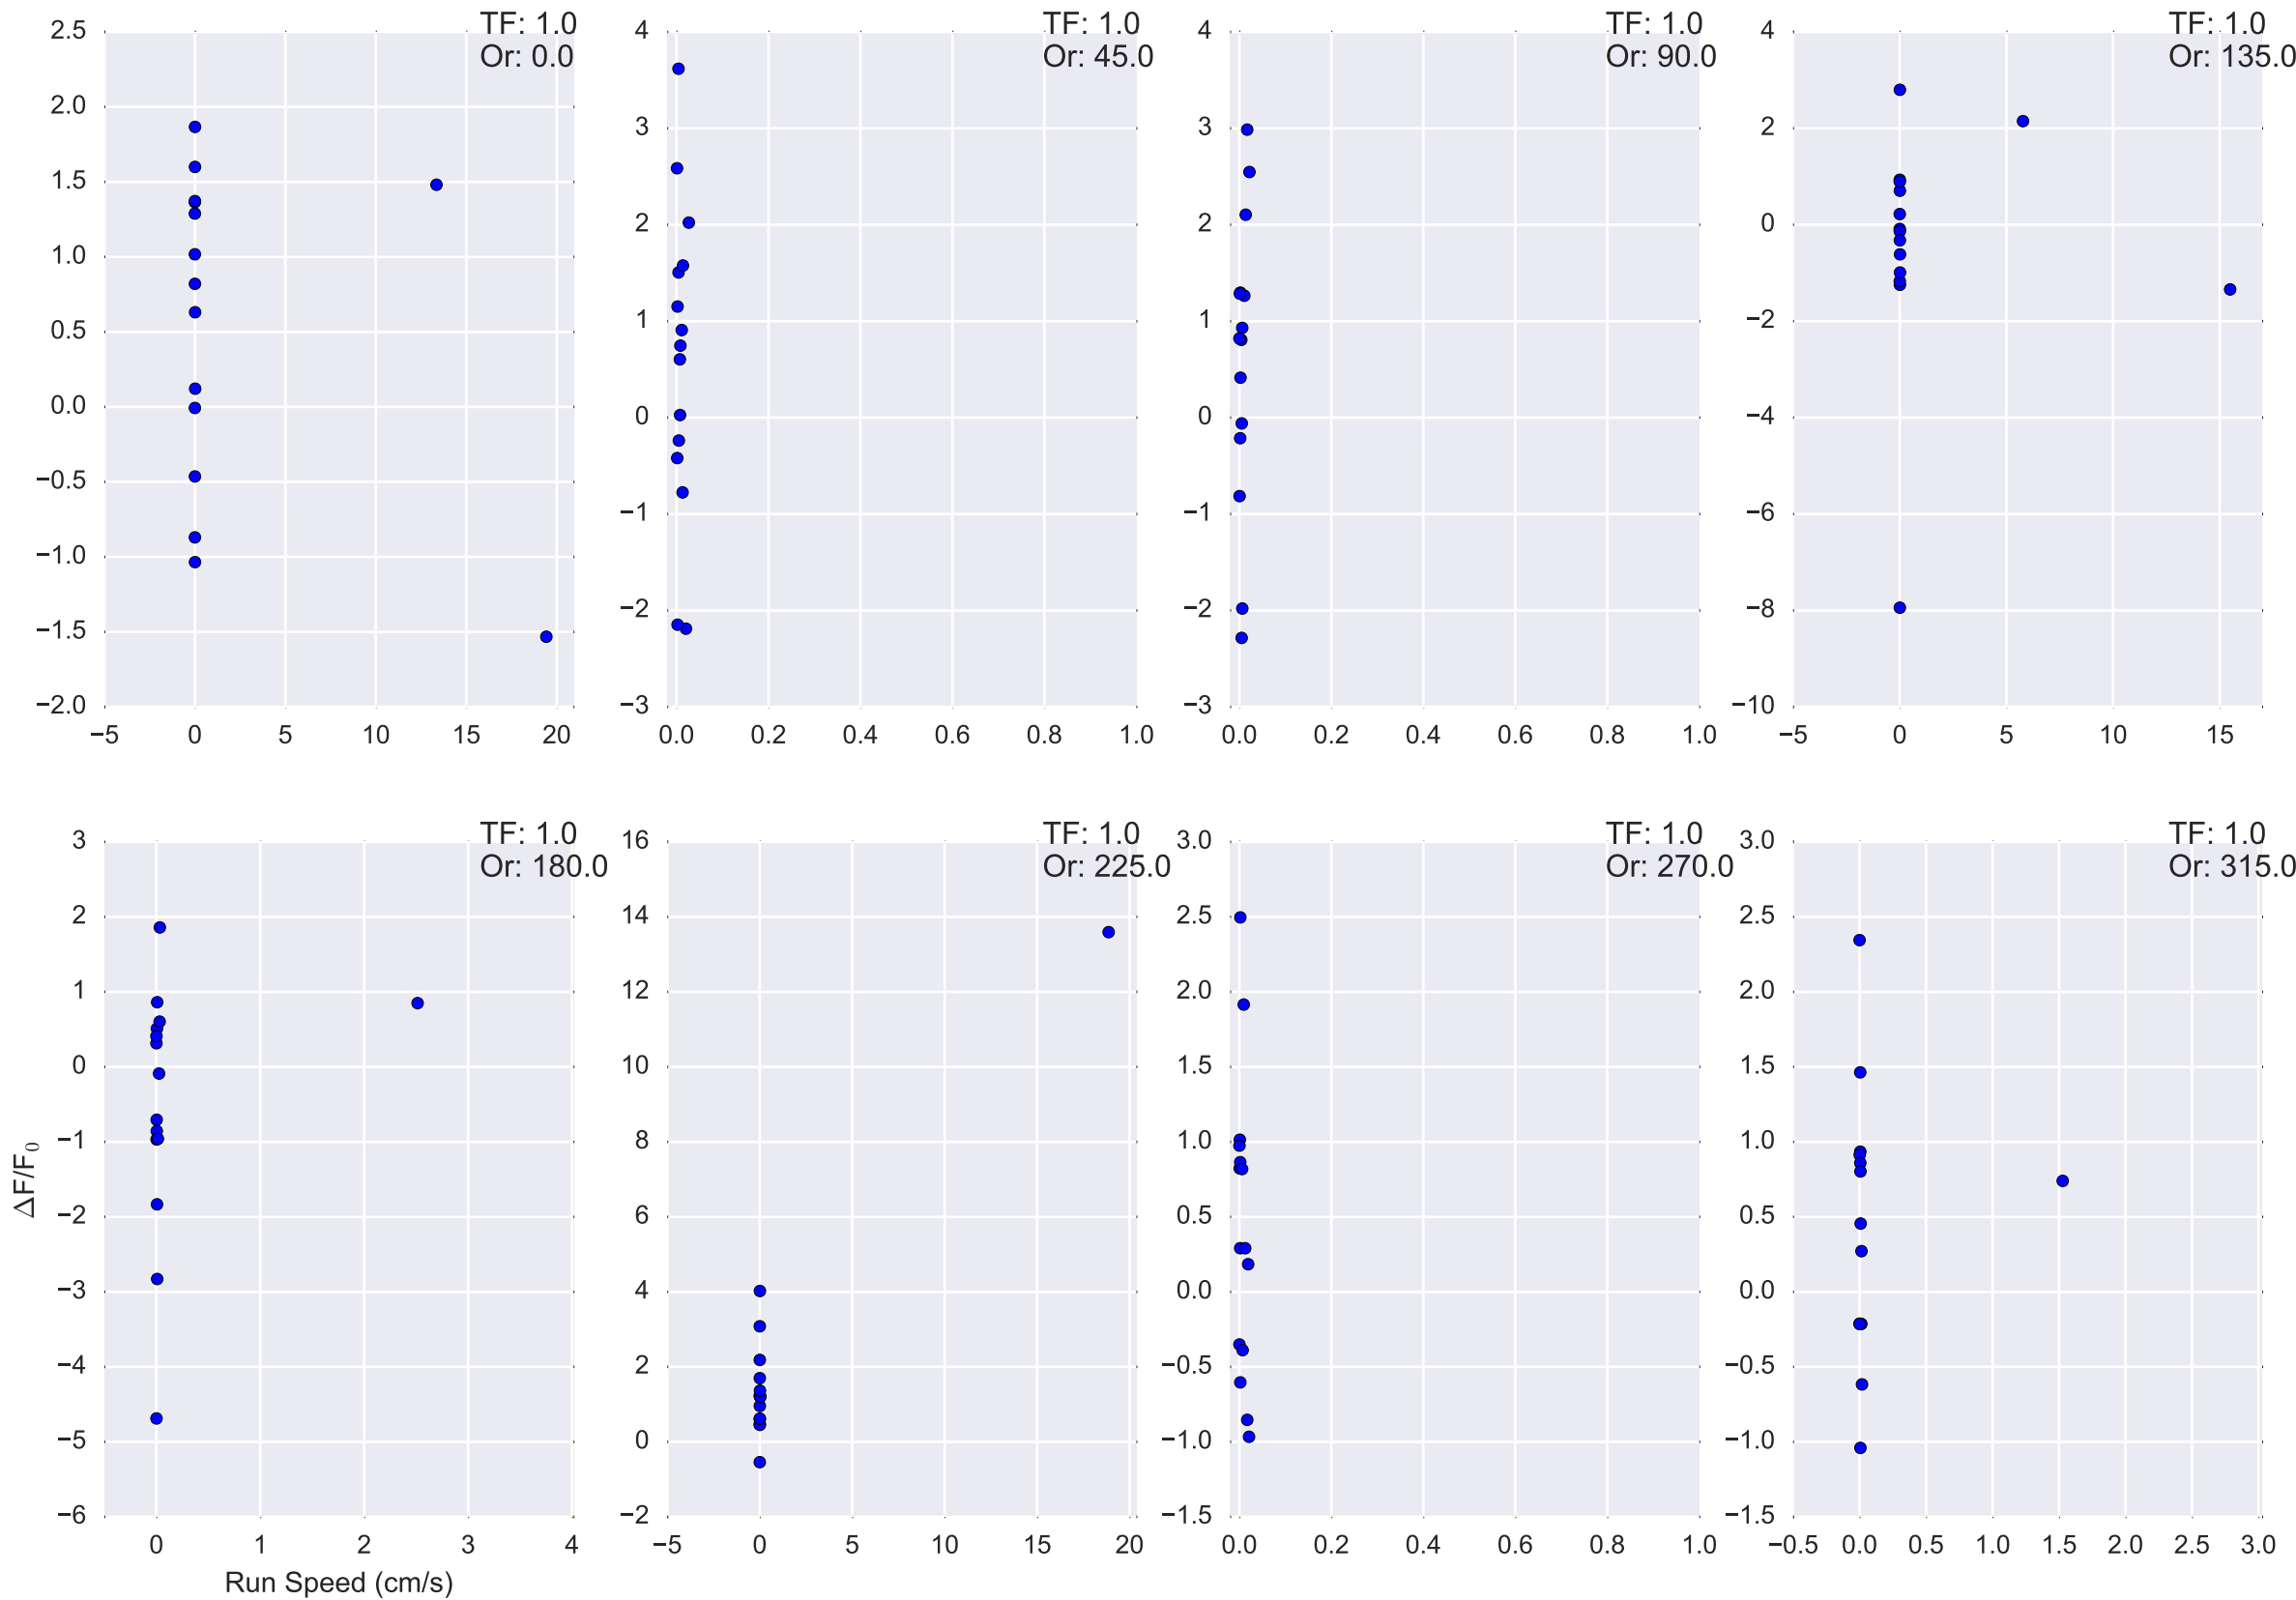 TF: 1.0
Or: 0.0
2.5
2.0
1.5
1.0
0.5
0.0
−0.5
−1.0
−1.5
−2.0
−5 0 5 10 15 20
TF: 1.0
Or: 45.0
4
3
2
1
0
−1
−2
−3
0.0 0.2 0.4 0.6 0.8 1.0
TF: 1.0
Or: 90.0
4
3
2
1
0
−1
−2
−3
0.0 0.2 0.4 0.6 0.8 1.0
TF: 1.0
Or: 135.0
4
2
0
−2
−4
−6
−8
−10
−5 0 5 10 15
TF: 1.0
Or: 180.0
3
2
1
0
−1
−2
−3
−4
−5
−6
ΔF/F₀
0 1 2 3 4
Run Speed (cm/s)
TF: 1.0
Or: 225.0
16
14
12
10
8
6
4
2
0
−2
−5 0 5 10 15 20
TF: 1.0
Or: 270.0
3.0
2.5
2.0
1.5
1.0
0.5
0.0
−0.5
−1.0
−1.5
0.0 0.2 0.4 0.6 0.8 1.0
TF: 1.0
Or: 315.0
3.0
2.5
2.0
1.5
1.0
0.5
0.0
−0.5
−1.0
−1.5
−0.5 0.0 0.5 1.0 1.5 2.0 2.5 3.0